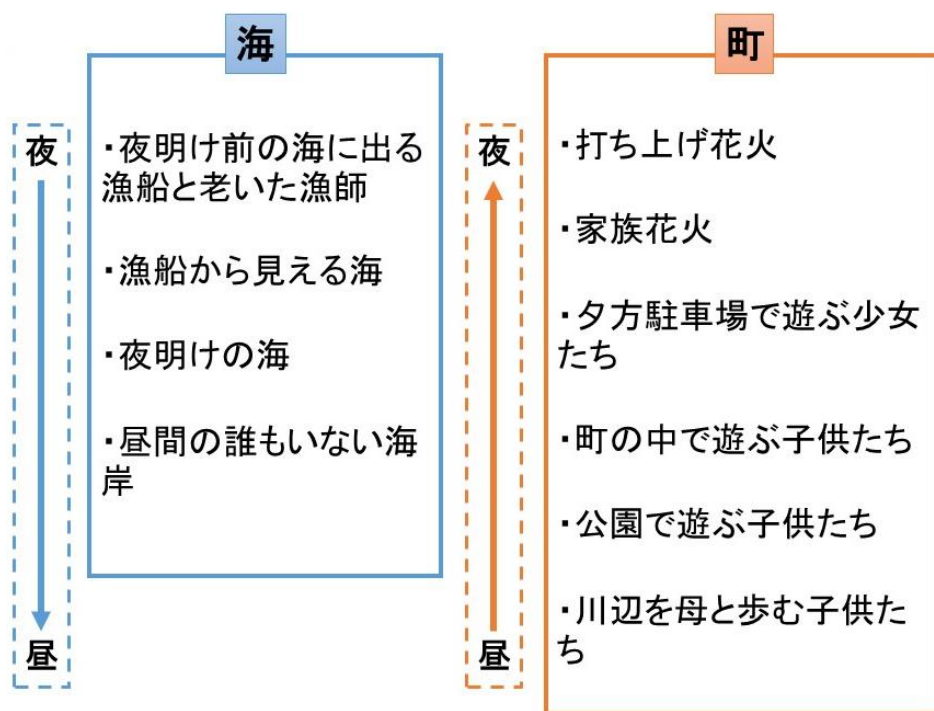 海
夜
・夜明け前の海に出る
漁船と老いた漁師
・漁船から見える海
・夜明けの海
・昼間の誰もいない海
岸
昼
町
夜
・打ち上げ花火
・家族花火
・夕方駐車場で遊ぶ少女
たち
・町の中で遊ぶ子供たち
・公園で遊ぶ子供たち
・川辺を母と歩む子供た
ち
昼